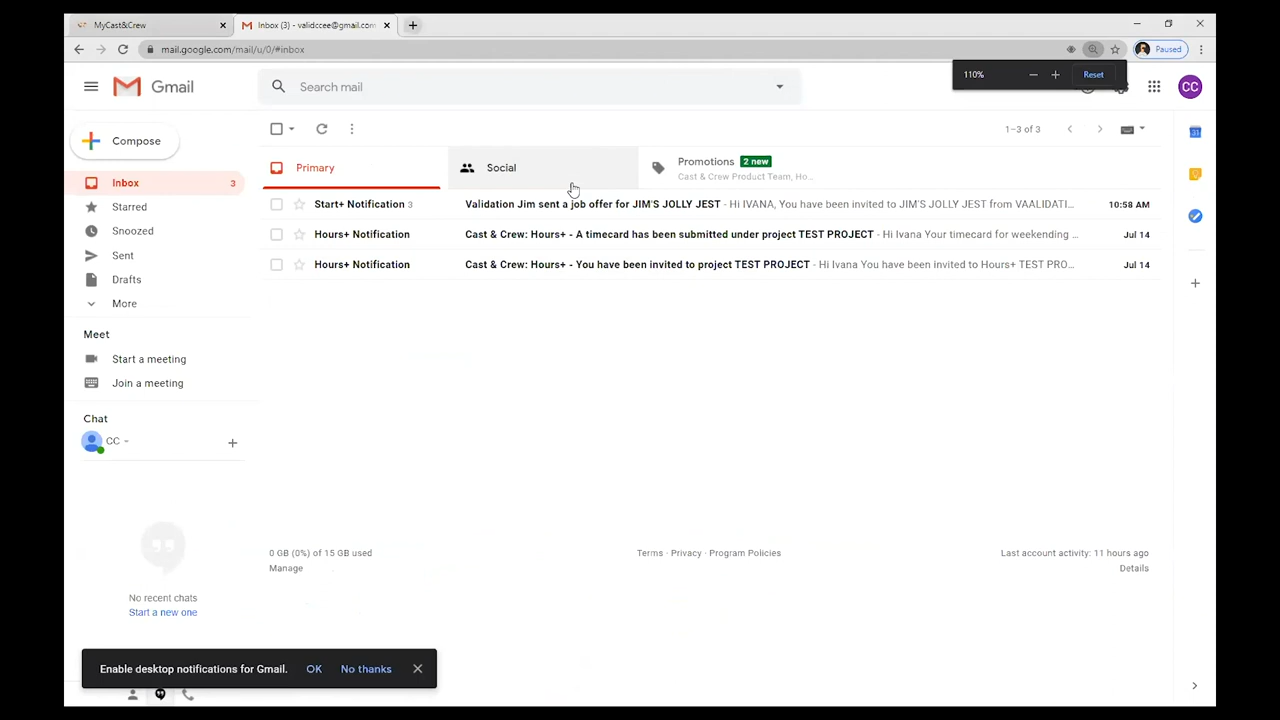 MyCast&Crew
Inbox (3) - validccee@gmail.com
mail.google.com/mail/u/0/#inbox
Paused
110%
Reset
Gmail
Search mail
CC
Compose
1–3 of 3
Inbox 3
Starred
Snoozed
Sent
Drafts
More
Primary
Social
Promotions 2 new
Cast & Crew Product Team, Ho...
Start+ Notification 3 Validation Jim sent a job offer for JIM'S JOLLY JEST - Hi IVANA, You have been invited to JIM'S JOLLY JEST from VAALIDATI... 10:58 AM
Hours+ Notification Cast & Crew: Hours+ - A timecard has been submitted under project TEST PROJECT - Hi Ivana Your timecard for weekending ... Jul 14
Hours+ Notification Cast & Crew: Hours+ - You have been invited to project TEST PROJECT - Hi Ivana You have been invited to Hours+ TEST PRO... Jul 14
Meet
Start a meeting
Join a meeting
Chat
CC
No recent chats
Start a new one
0 GB (0%) of 15 GB used
Manage
Terms · Privacy · Program Policies
Last account activity: 11 hours ago
Details
Enable desktop notifications for Gmail. OK No thanks